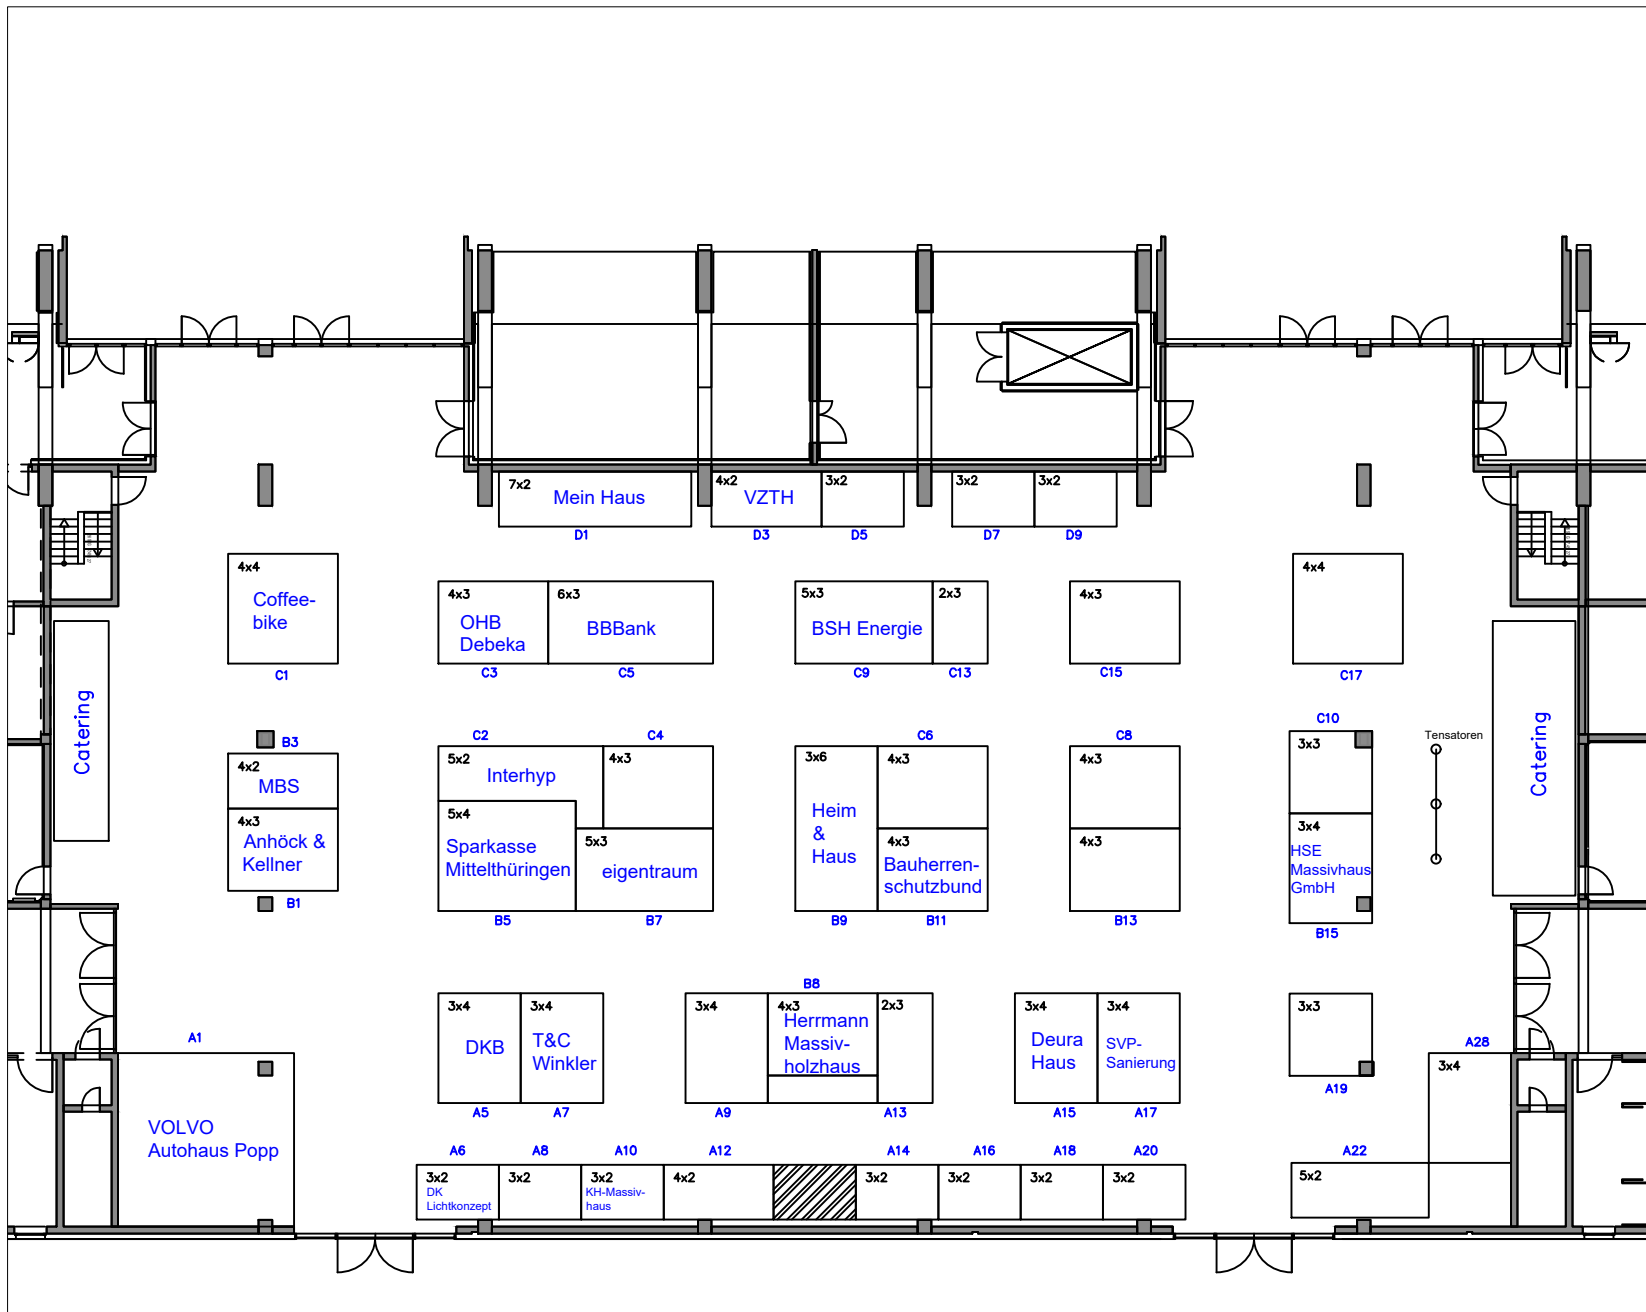 7x2
Mein Haus
D1
4x2
VZTH
D3
3x2
D5
3x2
D7
3x2
D9
4x4
Coffee-
bike
C1
4x3
OHB
Debeka
C3
6x3
BBBank
C5
5x3
BSH Energie
C9
2x3
C13
4x3
C15
4x4
C17
Catering
B3
4x2
MBS
4x3
Anhöck &
Kellner
B1
C2
5x2
Interhyp
C4
4x3
5x4
Sparkasse
Mittelthüringen
B5
5x3
eigentraum
B7
3x6
Heim
&
Haus
B9
C6
4x3
4x3
Bauherren-
schutzbund
B11
C8
4x3
4x3
B13
C10
3x3
3x4
HSE
Massivhaus
GmbH
B15
Tensatoren
Catering
A1
VOLVO
Autohaus Popp
3x4
DKB
A5
3x4
T&C
Winkler
A7
3x4
A9
B8
4x3
Herrmann
Massiv-
holzhaus
2x3
A13
3x4
Deura
Haus
A15
3x4
SVP-
Sanierung
A17
3x3
A19
A28
3x4
A6
3x2
DK
Lichtkonzept
A8
3x2
A10
3x2
KH-Massiv-
haus
A12
4x2
A14
3x2
A16
3x2
A18
3x2
A20
3x2
A22
5x2